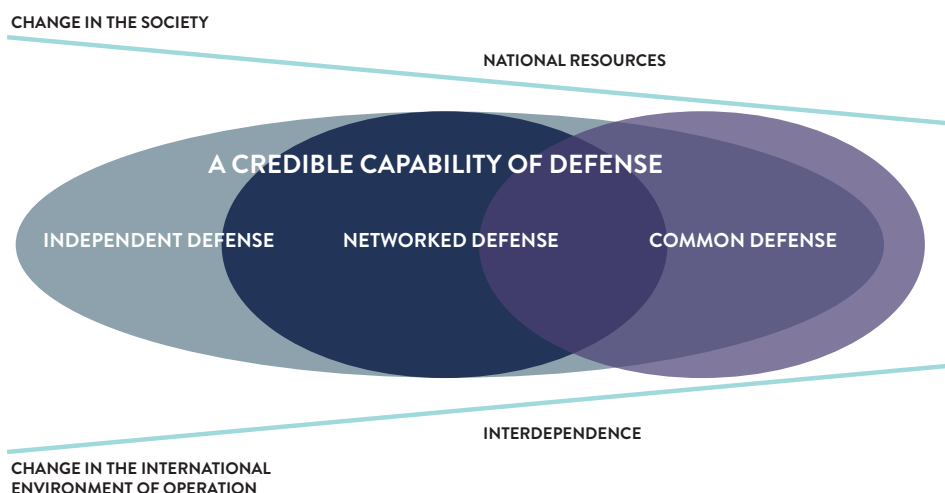 CHANGE IN THE SOCIETY
NATIONAL RESOURCES
A CREDIBLE CAPABILITY OF DEFENSE
INDEPENDENT DEFENSE
NETWORKED DEFENSE
COMMON DEFENSE
INTERDEPENDENCE
CHANGE IN THE INTERNATIONAL
ENVIRONMENT OF OPERATION